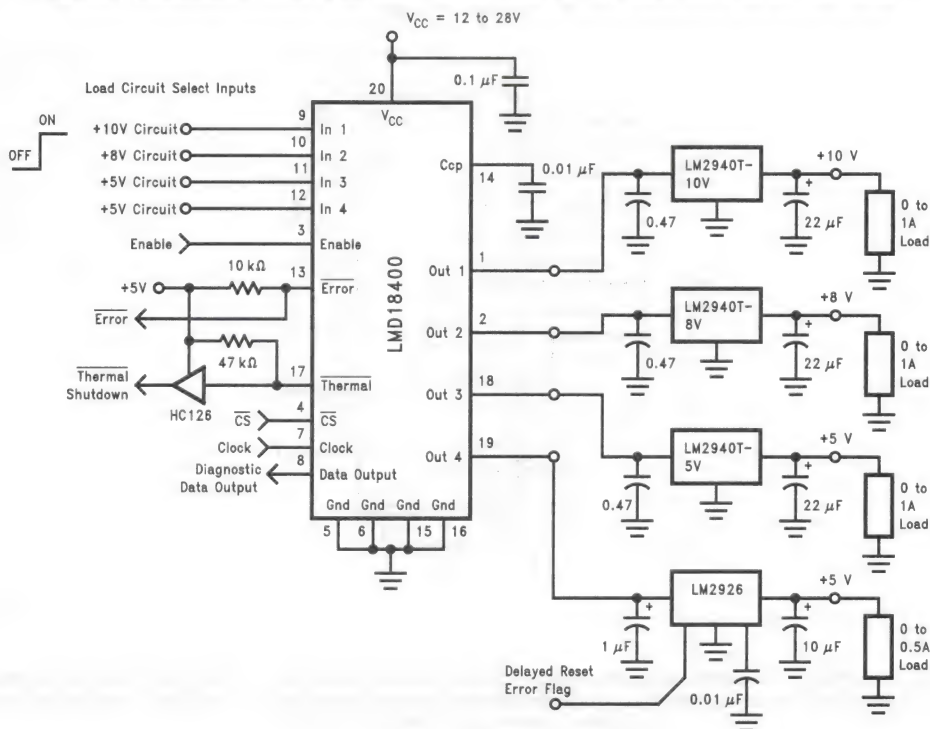 V_CC = 12 to 28V
0.1 μF
20
V_CC
Load Circuit Select Inputs
ON
OFF
+10V Circuit
9
In 1
+8V Circuit
10
In 2
+5V Circuit
11
In 3
+5V Circuit
12
In 4
Enable
3
Enable
10 kΩ
+5V
13
Error
Error
47 kΩ
17
Thermal
Thermal
Shutdown
HC126
CS
4
CS
Clock
7
Clock
Diagnostic
Data Output
8
Data Output
Gnd Gnd Gnd Gnd
5 6 15 16
LMD18400
Ccp
14
0.01 μF
Out 1
1
Out 2
2
Out 3
18
Out 4
19
LM2940T-
10V
0.47
+10 V
+
22 μF
0 to
1A
Load
LM2940T-
8V
0.47
+8 V
+
22 μF
0 to
1A
Load
LM2940T-
5V
0.47
+5 V
+
22 μF
0 to
1A
Load
LM2926
+
1 μF
+5 V
+
10 μF
0 to
0.5A
Load
Delayed Reset
Error Flag
0.01 μF